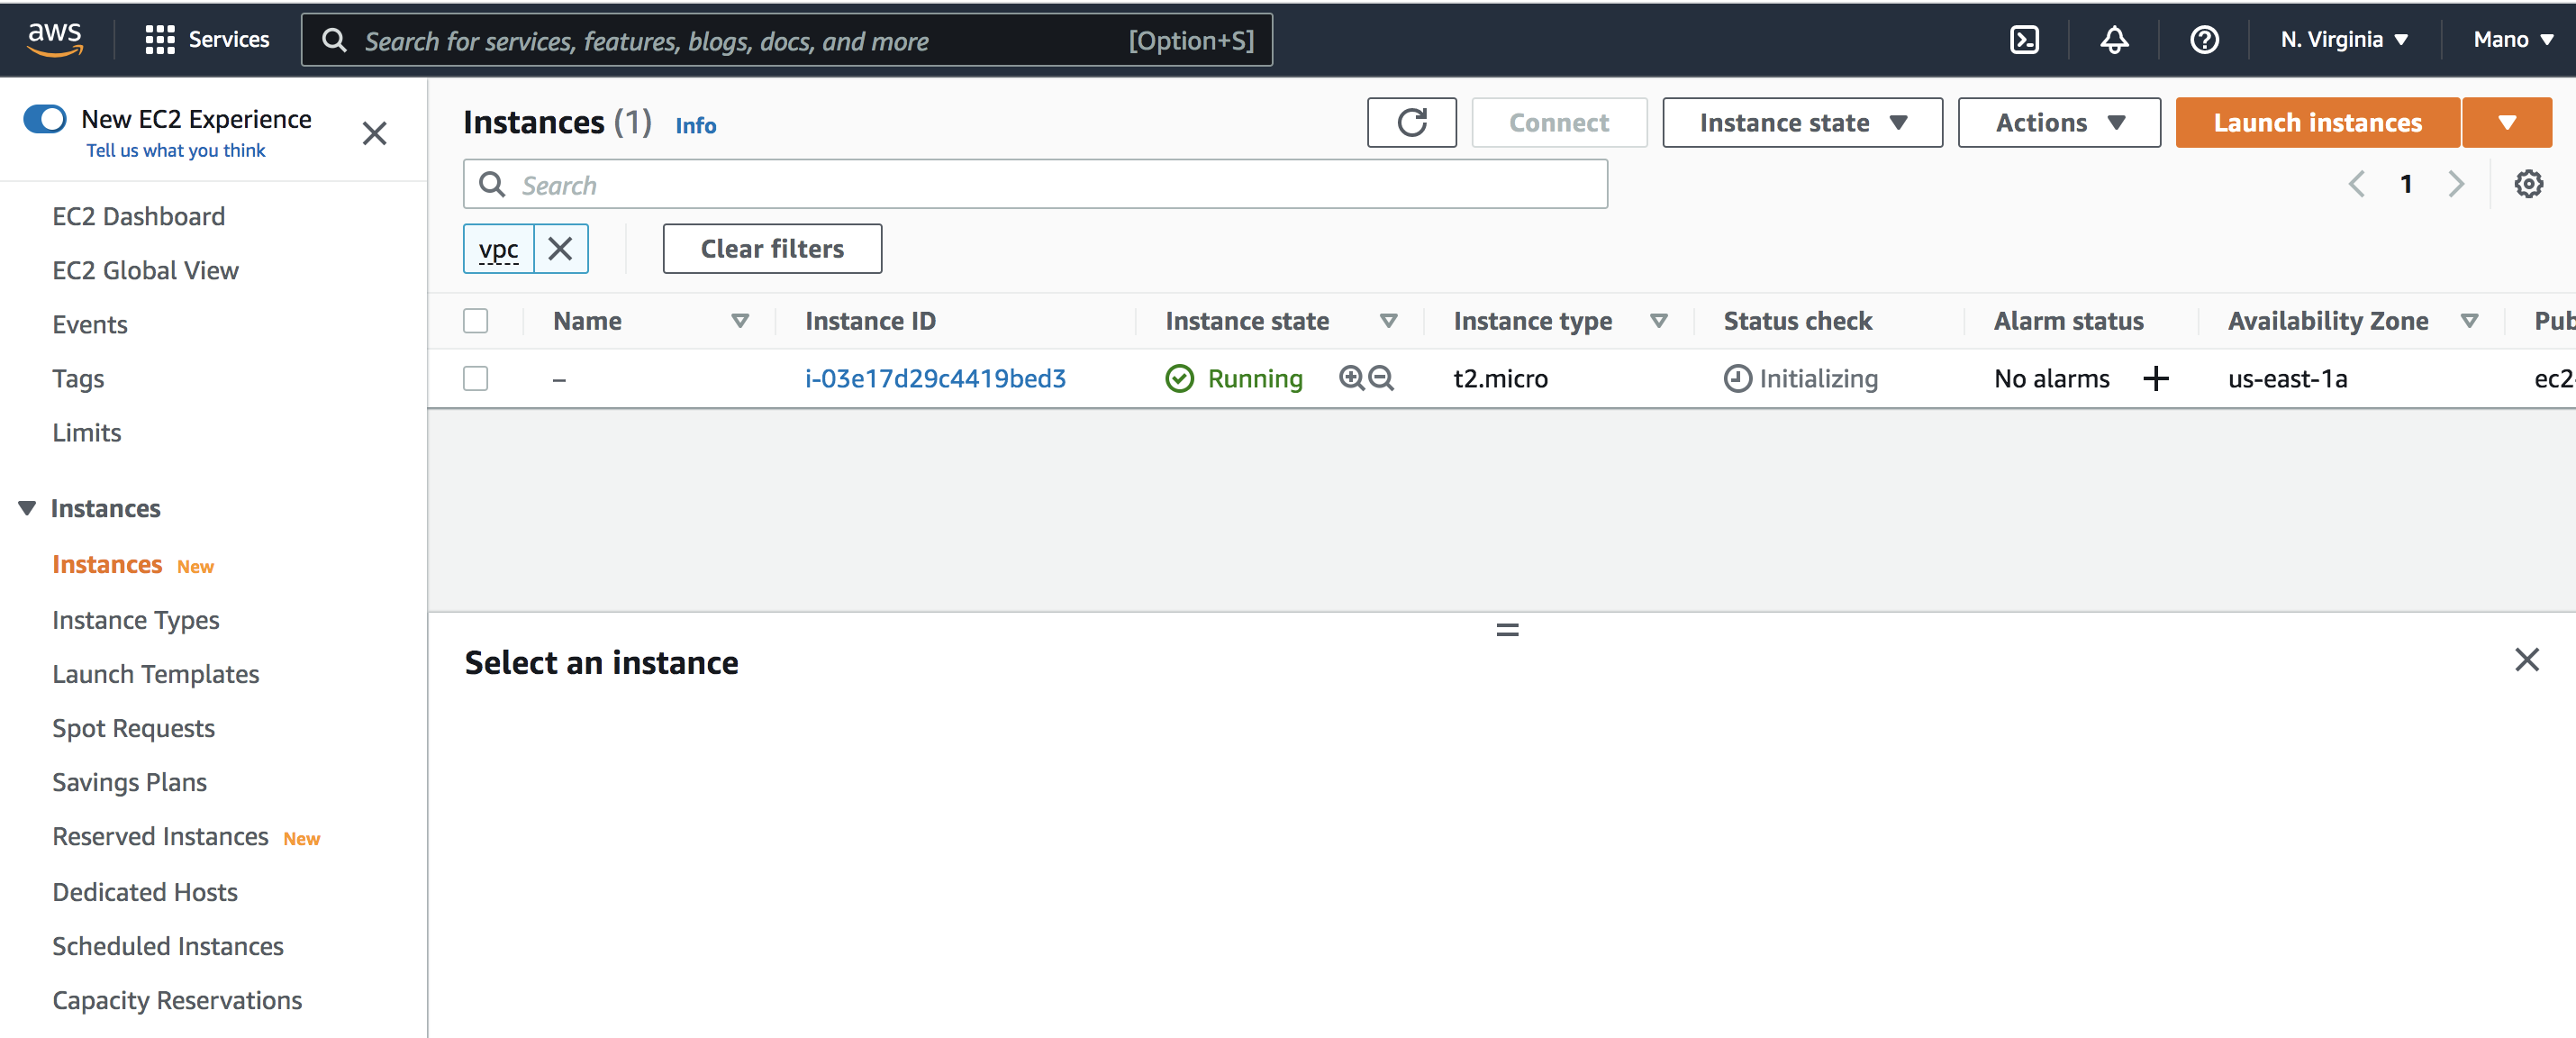 aws Services Search for services, features, blogs, docs, and more [Option+S] N. Virginia Mano
New EC2 Experience
Tell us what you think
EC2 Dashboard
EC2 Global View
Events
Tags
Limits
Instances
Instances New
Instance Types
Launch Templates
Spot Requests
Savings Plans
Reserved Instances New
Dedicated Hosts
Scheduled Instances
Capacity Reservations
Instances (1) Info Connect Instance state Actions Launch instances
Search 1
vpc Clear filters
Name Instance ID Instance state Instance type Status check Alarm status Availability Zone Pub
– i-03e17d29c4419bed3 Running t2.micro Initializing No alarms + us-east-1a ec2
Select an instance